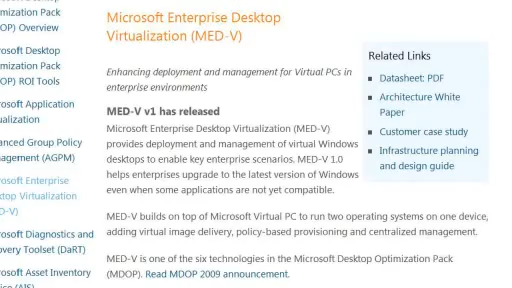 Microsoft Enterprise Desktop
Virtualization (MED-V)
Enhancing deployment and management for Virtual PCs in
enterprise environments
MED-V v1 has released
Microsoft Enterprise Desktop Virtualization (MED-V)
provides deployment and management of virtual Windows
desktops to enable key enterprise scenarios. MED-V 1.0
helps enterprises upgrade to the latest version of Windows
even when some applications are not yet compatible.
MED-V builds on top of Microsoft Virtual PC to run two operating systems on one device,
adding virtual image delivery, policy-based provisioning and centralized management.
MED-V is one of the six technologies in the Microsoft Desktop Optimization Pack
(MDOP). Read MDOP 2009 announcement.
Related Links
Datasheet: PDF
Architecture White
Paper
Customer case study
Infrastructure planning
and design guide
mization Pack
OP) Overview
rosoft Desktop
mization Pack
OP) ROI Tools
rosoft Application
ualization
anced Group Policy
nagement (AGPM)
rosoft Enterprise
ktop Virtualization
D-V)
rosoft Diagnostics and
overy Toolset (DaRT)
rosoft Asset Inventory